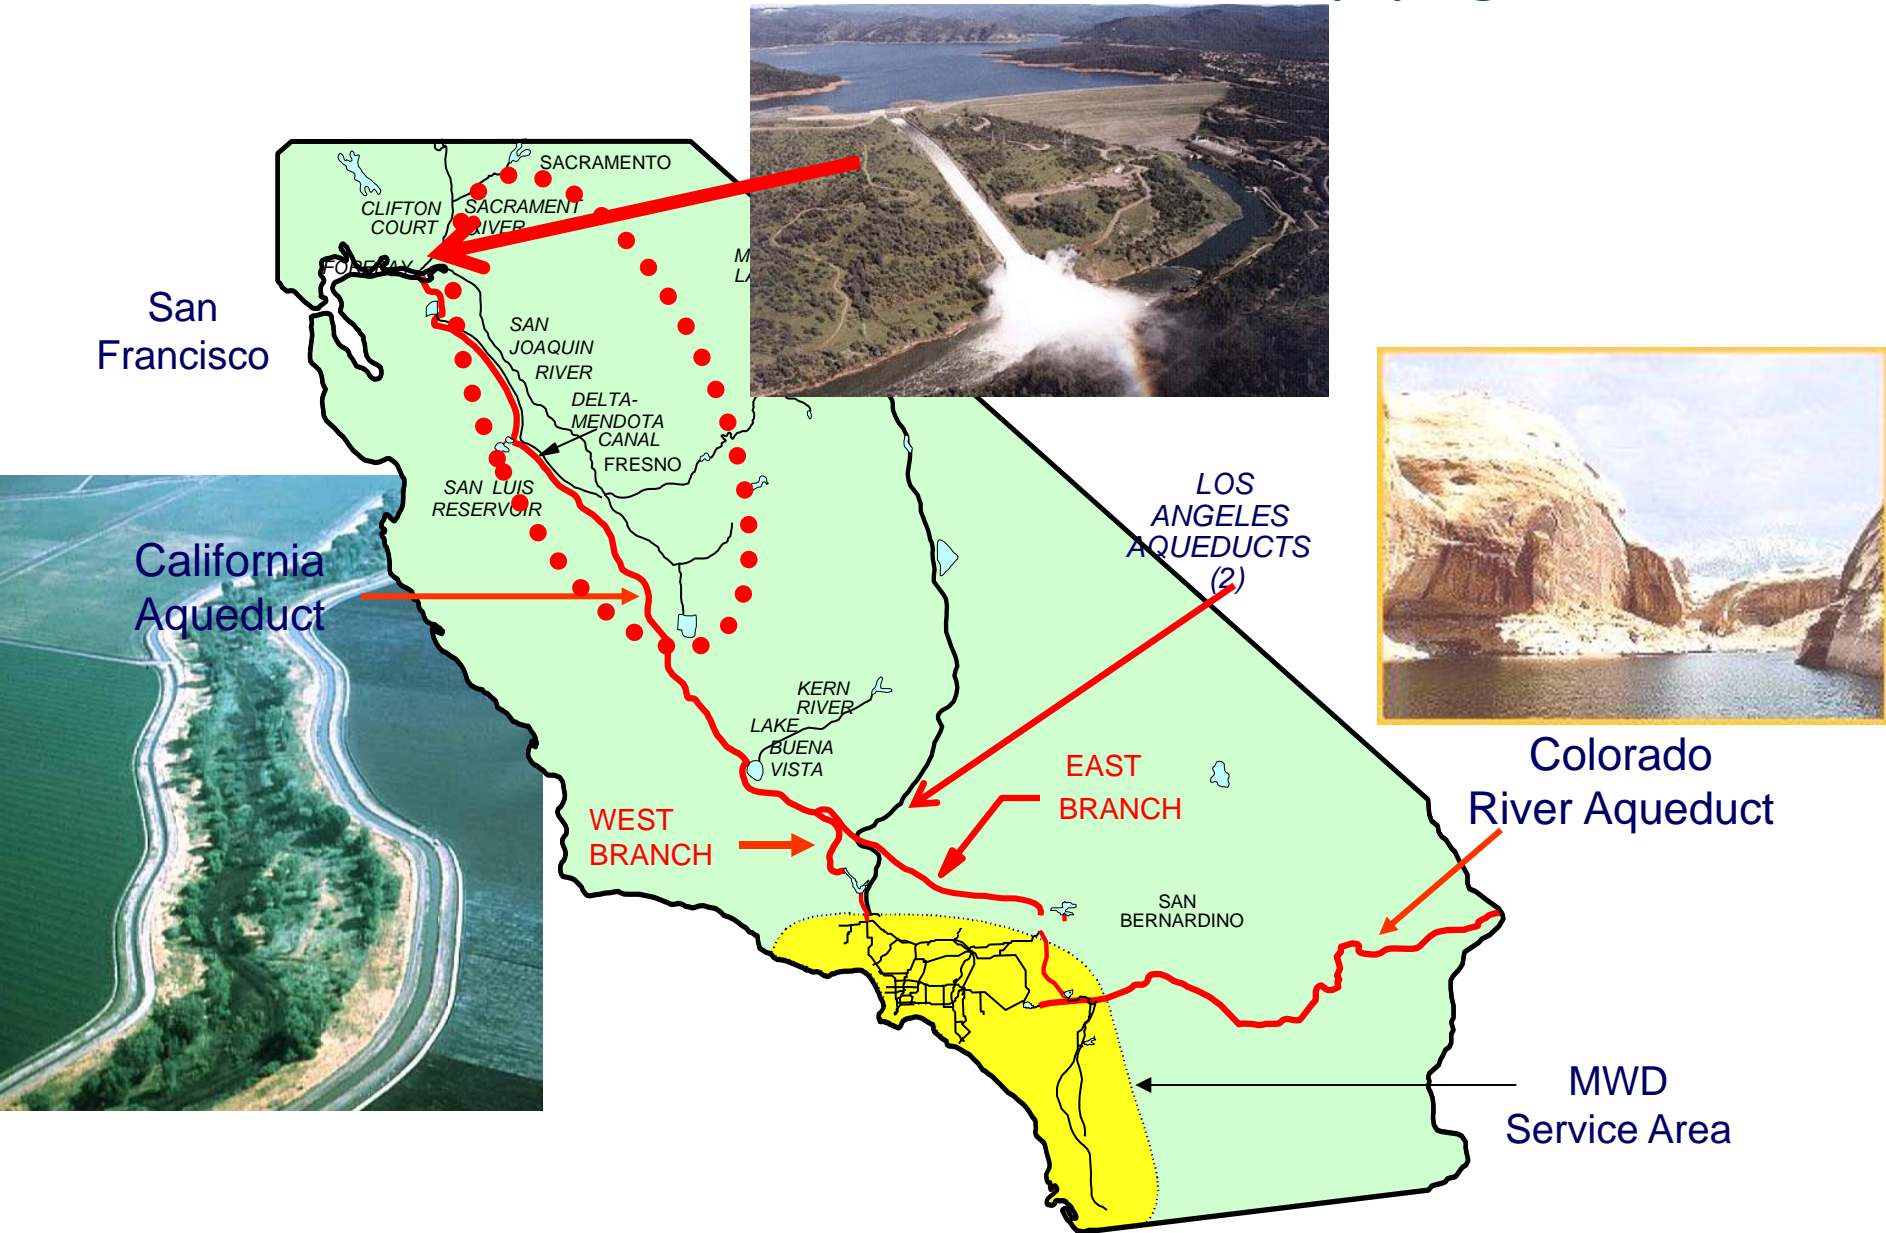 SACRAMENTO
CLIFTON
COURT
FOREBAY
SACRAMENT
RIVER
San
Francisco
SAN
JOAQUIN
RIVER
DELTA-
MENDOTA
CANAL
FRESNO
SAN LUIS
RESERVOIR
California
Aqueduct
LOS
ANGELES
AQUEDUCTS
(2)
KERN
RIVER
LAKE
BUENA
VISTA
EAST
BRANCH
WEST
BRANCH
Colorado
River Aqueduct
SAN
BERNARDINO
MWD
Service Area